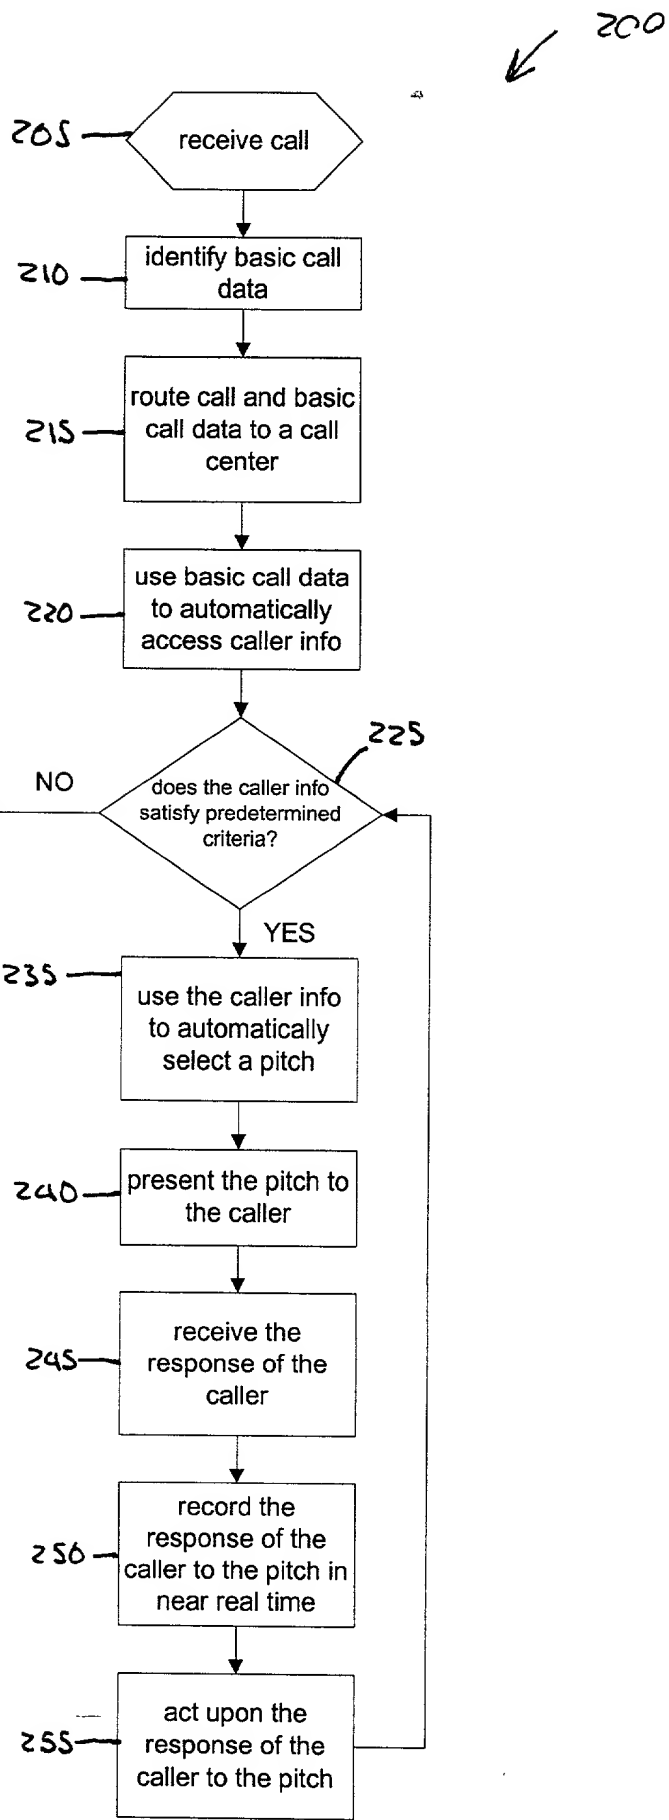 200
205
receive call
210
identify basic call
data
215
route call and basic
call data to a call
center
220
use basic call data
to automatically
access caller info
225
NO
does the caller info
satisfy predetermined
criteria?
YES
235
use the caller info
to automatically
select a pitch
240
present the pitch to
the caller
245
receive the
response of the
caller
250
record the
response of the
caller to the pitch in
near real time
255
act upon the
response of the
caller to the pitch